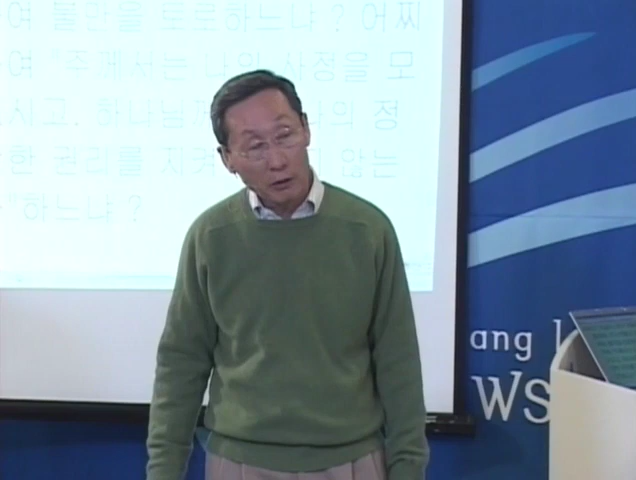 여 불만을 토로하느냐? 어찌
여 "주께서는 나의 사정을 모
시고, 하나님 나의 정
한 권리를 지켜 않는
"하느냐?
ang
WS